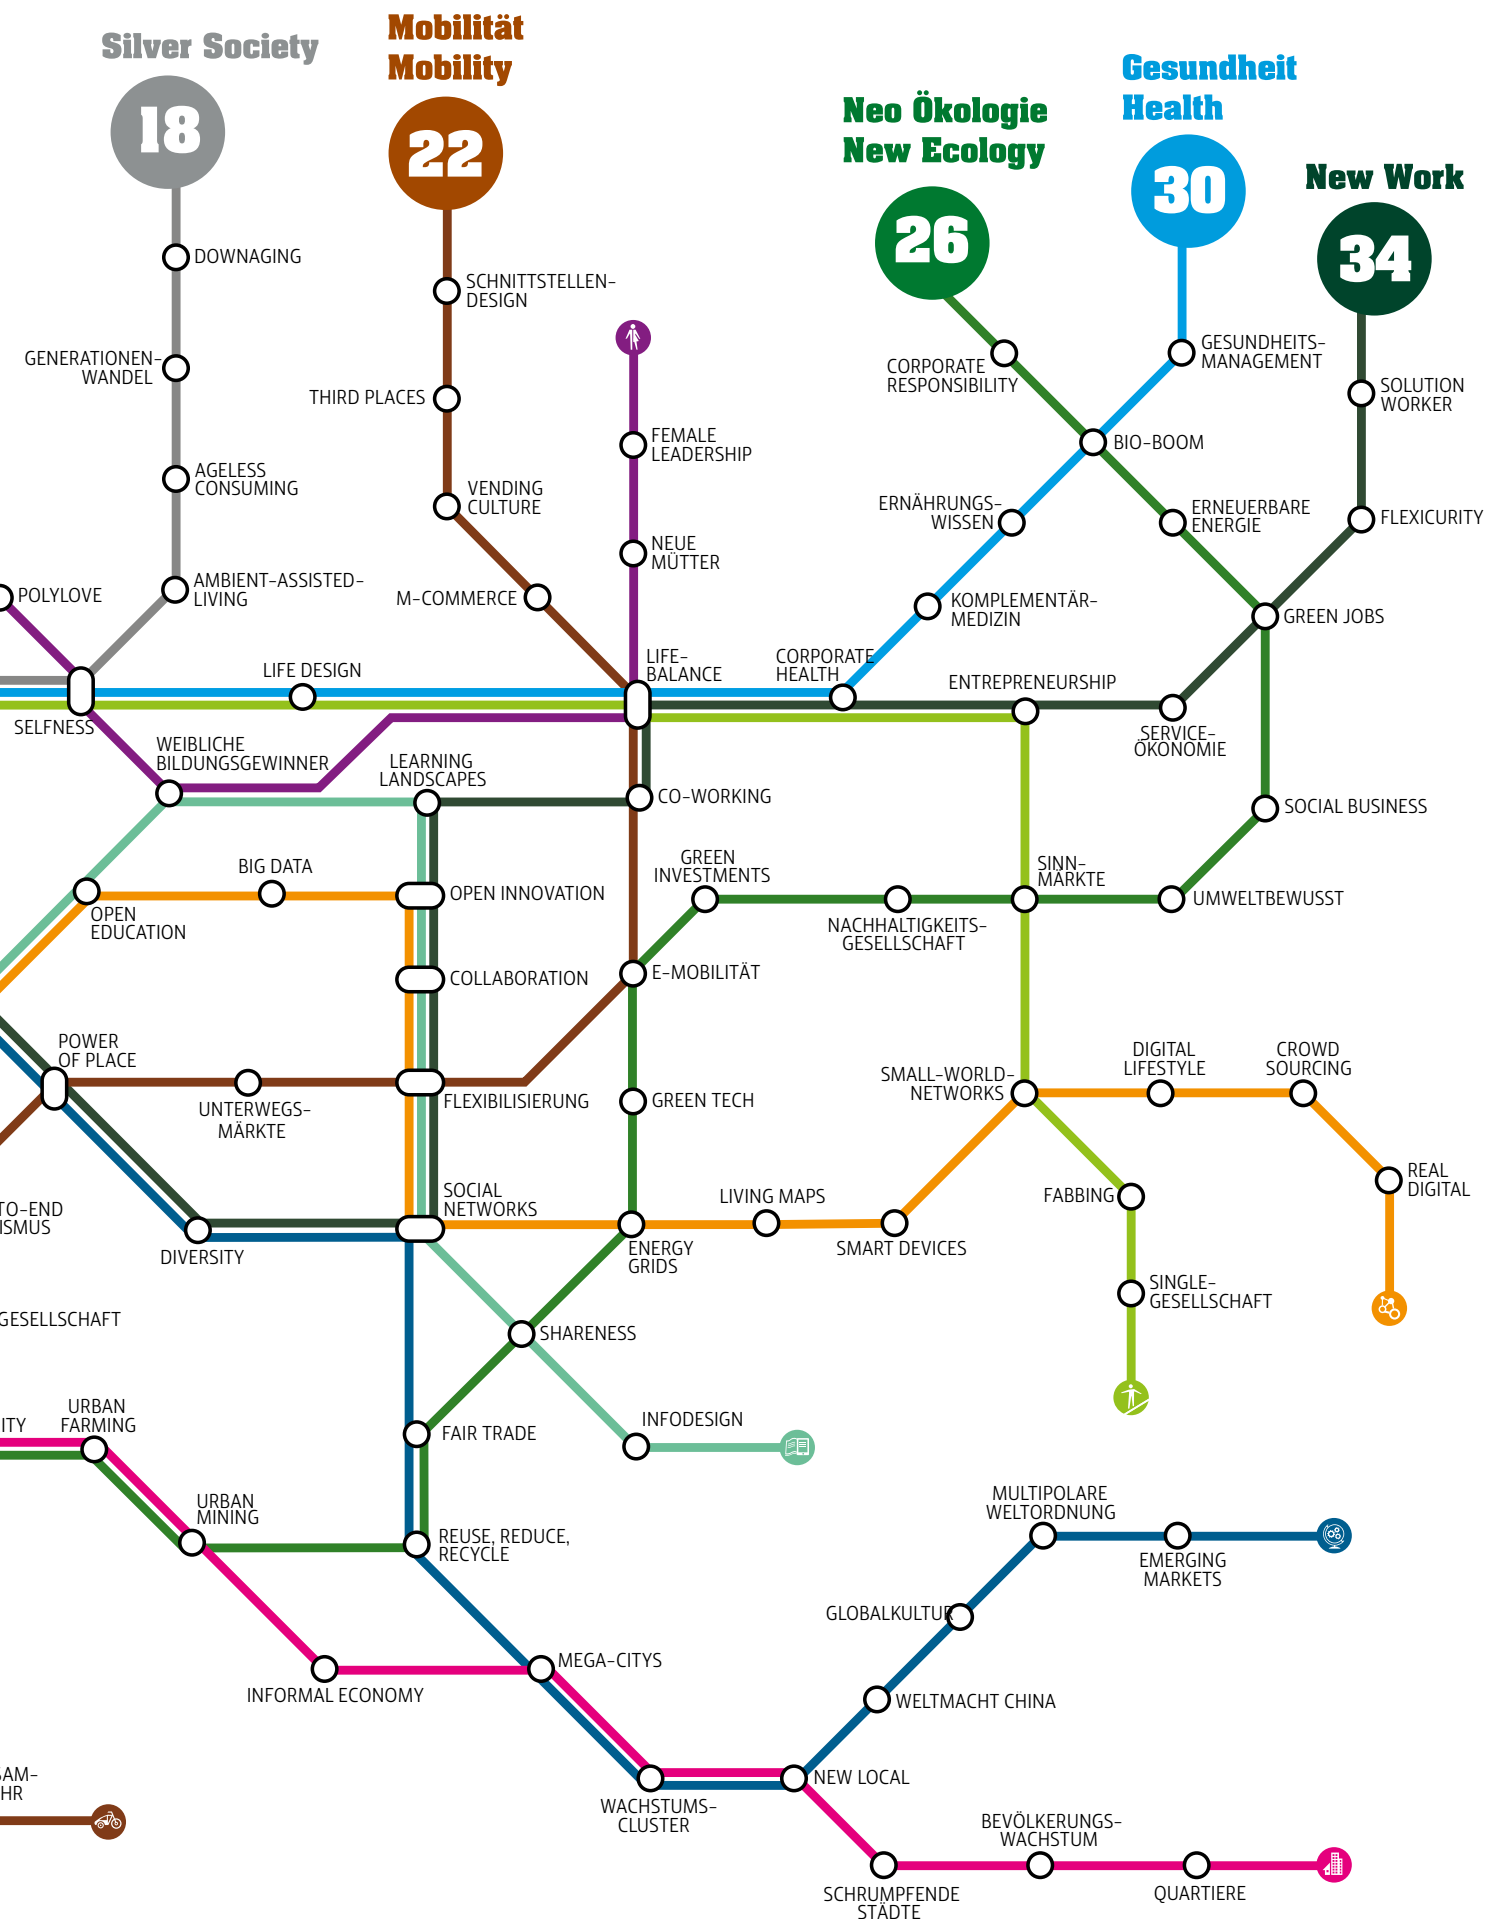 Silver Society
18
Mobilität
Mobility
22
Neo Ökologie
New Ecology
26
Gesundheit
Health
30
New Work
34
DOWNAGING
SCHNITTSTELLEN-
DESIGN
GENERATIONEN-
WANDEL
CORPORATE
RESPONSIBILITY
GESUNDHEITS-
MANAGEMENT
THIRD PLACES
SOLUTION
WORKER
FEMALE
LEADERSHIP
BIO-BOOM
AGELESS
CONSUMING
VENDING
CULTURE
ERNÄHRUNGS-
WISSEN
ERNEUERBARE
ENERGIE
FLEXICURITY
NEUE
MÜTTER
POLYLOVE
AMBIENT-ASSISTED-
LIVING
M-COMMERCE
KOMPLEMENTÄR-
MEDIZIN
GREEN JOBS
LIFE DESIGN
LIFE-
BALANCE
CORPORATE
HEALTH
ENTREPRENEURSHIP
SELFNESS
SERVICE-
ÖKONOMIE
WEIBLICHE
BILDUNGSGEWINNER
LEARNING
LANDSCAPES
CO-WORKING
SOCIAL BUSINESS
BIG DATA
OPEN INNOVATION
GREEN
INVESTMENTS
SINN-
MÄRKTE
UMWELTBEWUSST
OPEN
EDUCATION
NACHHALTIGKEITS-
GESELLSCHAFT
COLLABORATION
E-MOBILITÄT
POWER
OF PLACE
UNTERWEGS-
MÄRKTE
FLEXIBILISIERUNG
GREEN TECH
SMALL-WORLD-
NETWORKS
DIGITAL
LIFESTYLE
CROWD
SOURCING
REAL
DIGITAL
TO-END
ISMUS
SOCIAL
NETWORKS
LIVING MAPS
FABBING
DIVERSITY
ENERGY
GRIDS
SMART DEVICES
SINGLE-
GESELLSCHAFT
GESELLSCHAFT
SHARENESS
ITY
URBAN
FARMING
FAIR TRADE
INFODESIGN
URBAN
MINING
REUSE, REDUCE,
RECYCLE
MULTIPOLARE
WELTORDNUNG
EMERGING
MARKETS
GLOBALKULTUR
MEGA-CITYS
INFORMAL ECONOMY
WELTMACHT CHINA
SAM-
HR
WACHSTUMS-
CLUSTER
NEW LOCAL
BEVÖLKERUNGS-
WACHSTUM
SCHRUMPFENDE
STÄDTE
QUARTIERE